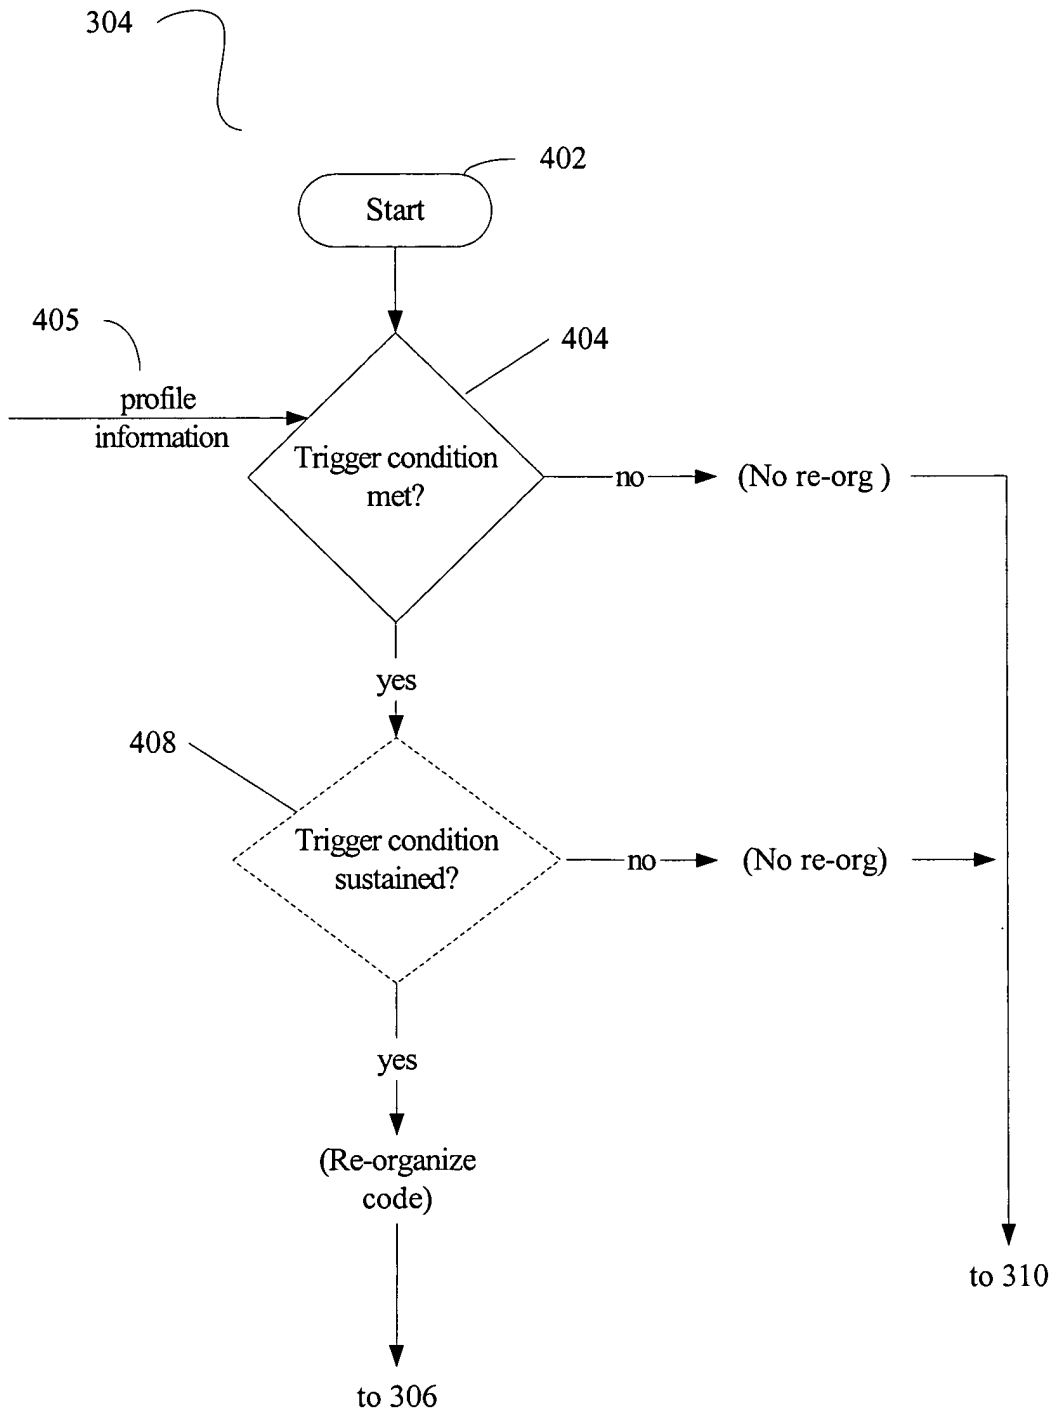 304
402
Start
405
404
profile
information
Trigger condition
met?
no
(No re-org )
yes
408
Trigger condition
sustained?
no
(No re-org)
yes
(Re-organize
code)
to 310
to 306